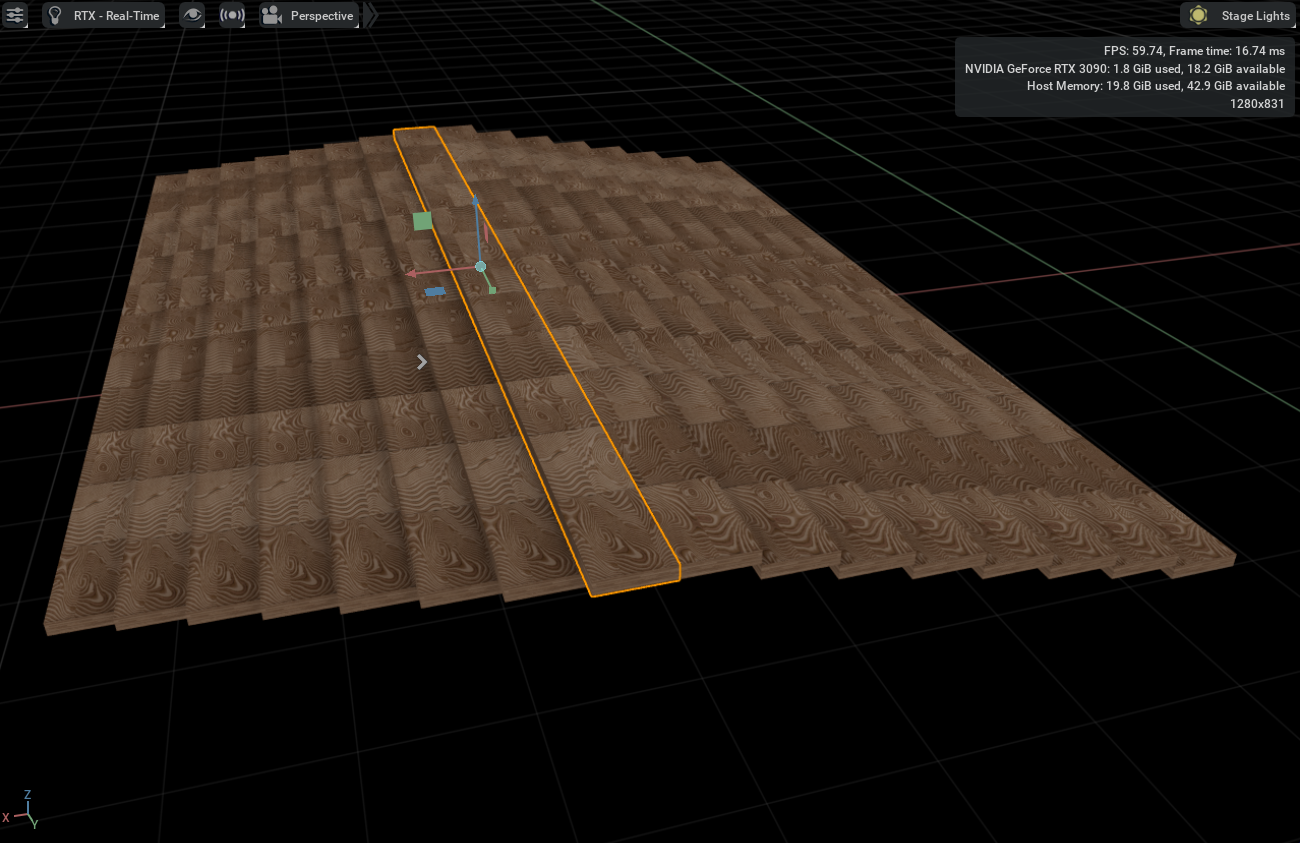 RTX - Real-Time
Perspective
Stage Lights
FPS: 59.74, Frame time: 16.74 ms
NVIDIA GeForce RTX 3090: 1.8 GiB used, 18.2 GiB available
Host Memory: 19.8 GiB used, 42.9 GiB available
1280x831
Z
X
Y